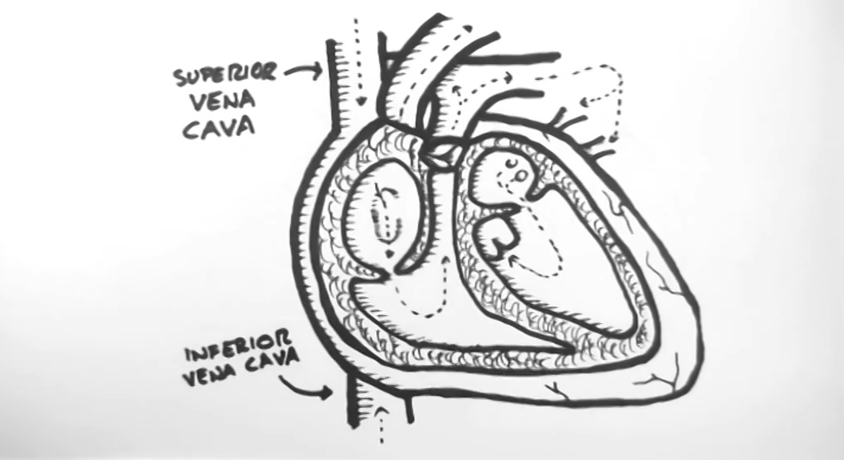 SUPERIOR
VENA
CAVA
INFERIOR
VENA CAVA